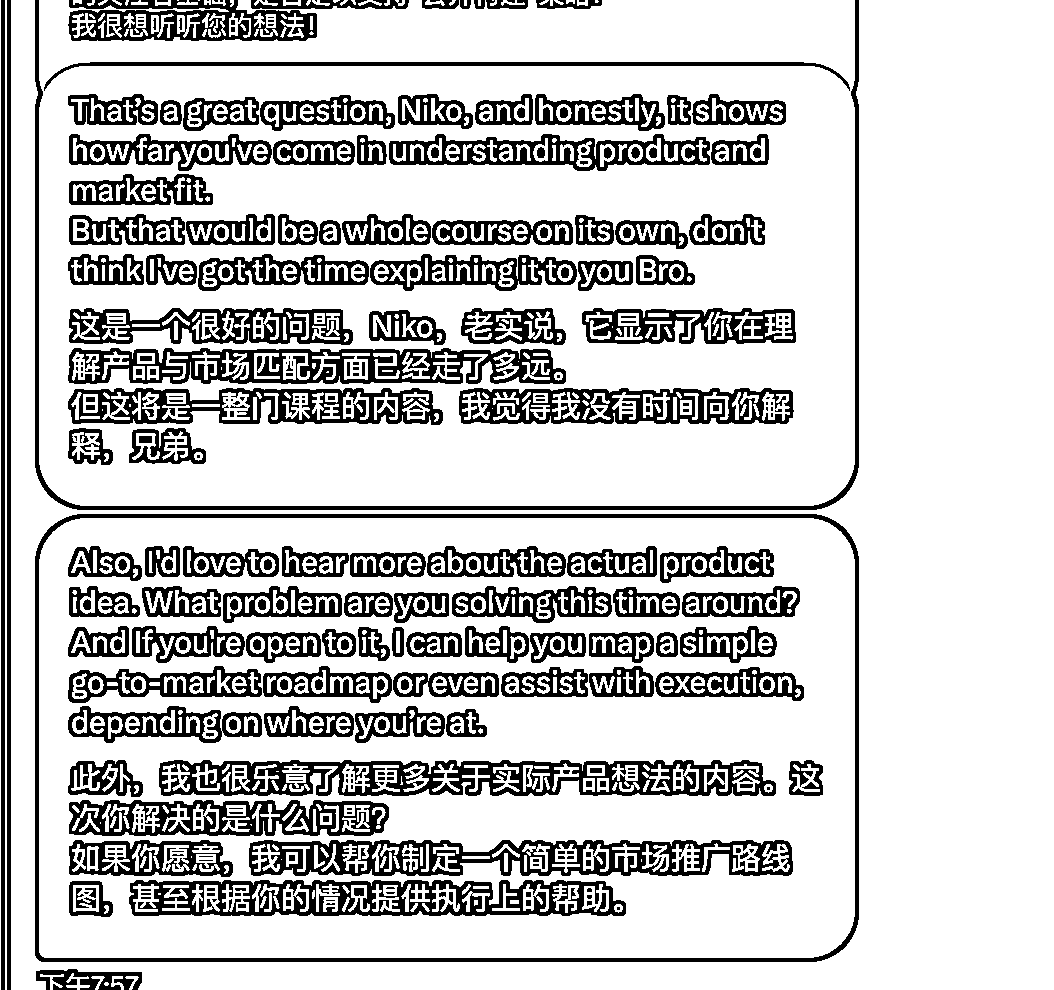 我很想听听您的想法！
That's a great question, Niko, and honestly, it shows
how far you've come in understanding product and
market fit.
But that would be a whole course on its own, don't
think I've got the time explaining it to you Bro.
这是一个很好的问题，Niko，老实说，它显示了你在理
解产品与市场匹配方面已经走了多远。
但这将是一整门课程的内容，我觉得我没有时间向你解
释，兄弟。
Also, I'd love to hear more about the actual product
idea. What problem are you solving this time around?
And If you're open to it, I can help you map a simple
go-to-market roadmap or even assist with execution,
depending on where you’re at.
此外，我也很乐意了解更多关于实际产品想法的内容。这
次你解决的是什么问题？
如果你愿意，我可以帮你制定一个简单的市场推广路线
图，甚至根据你的情况提供执行上的帮助。
下午7:57